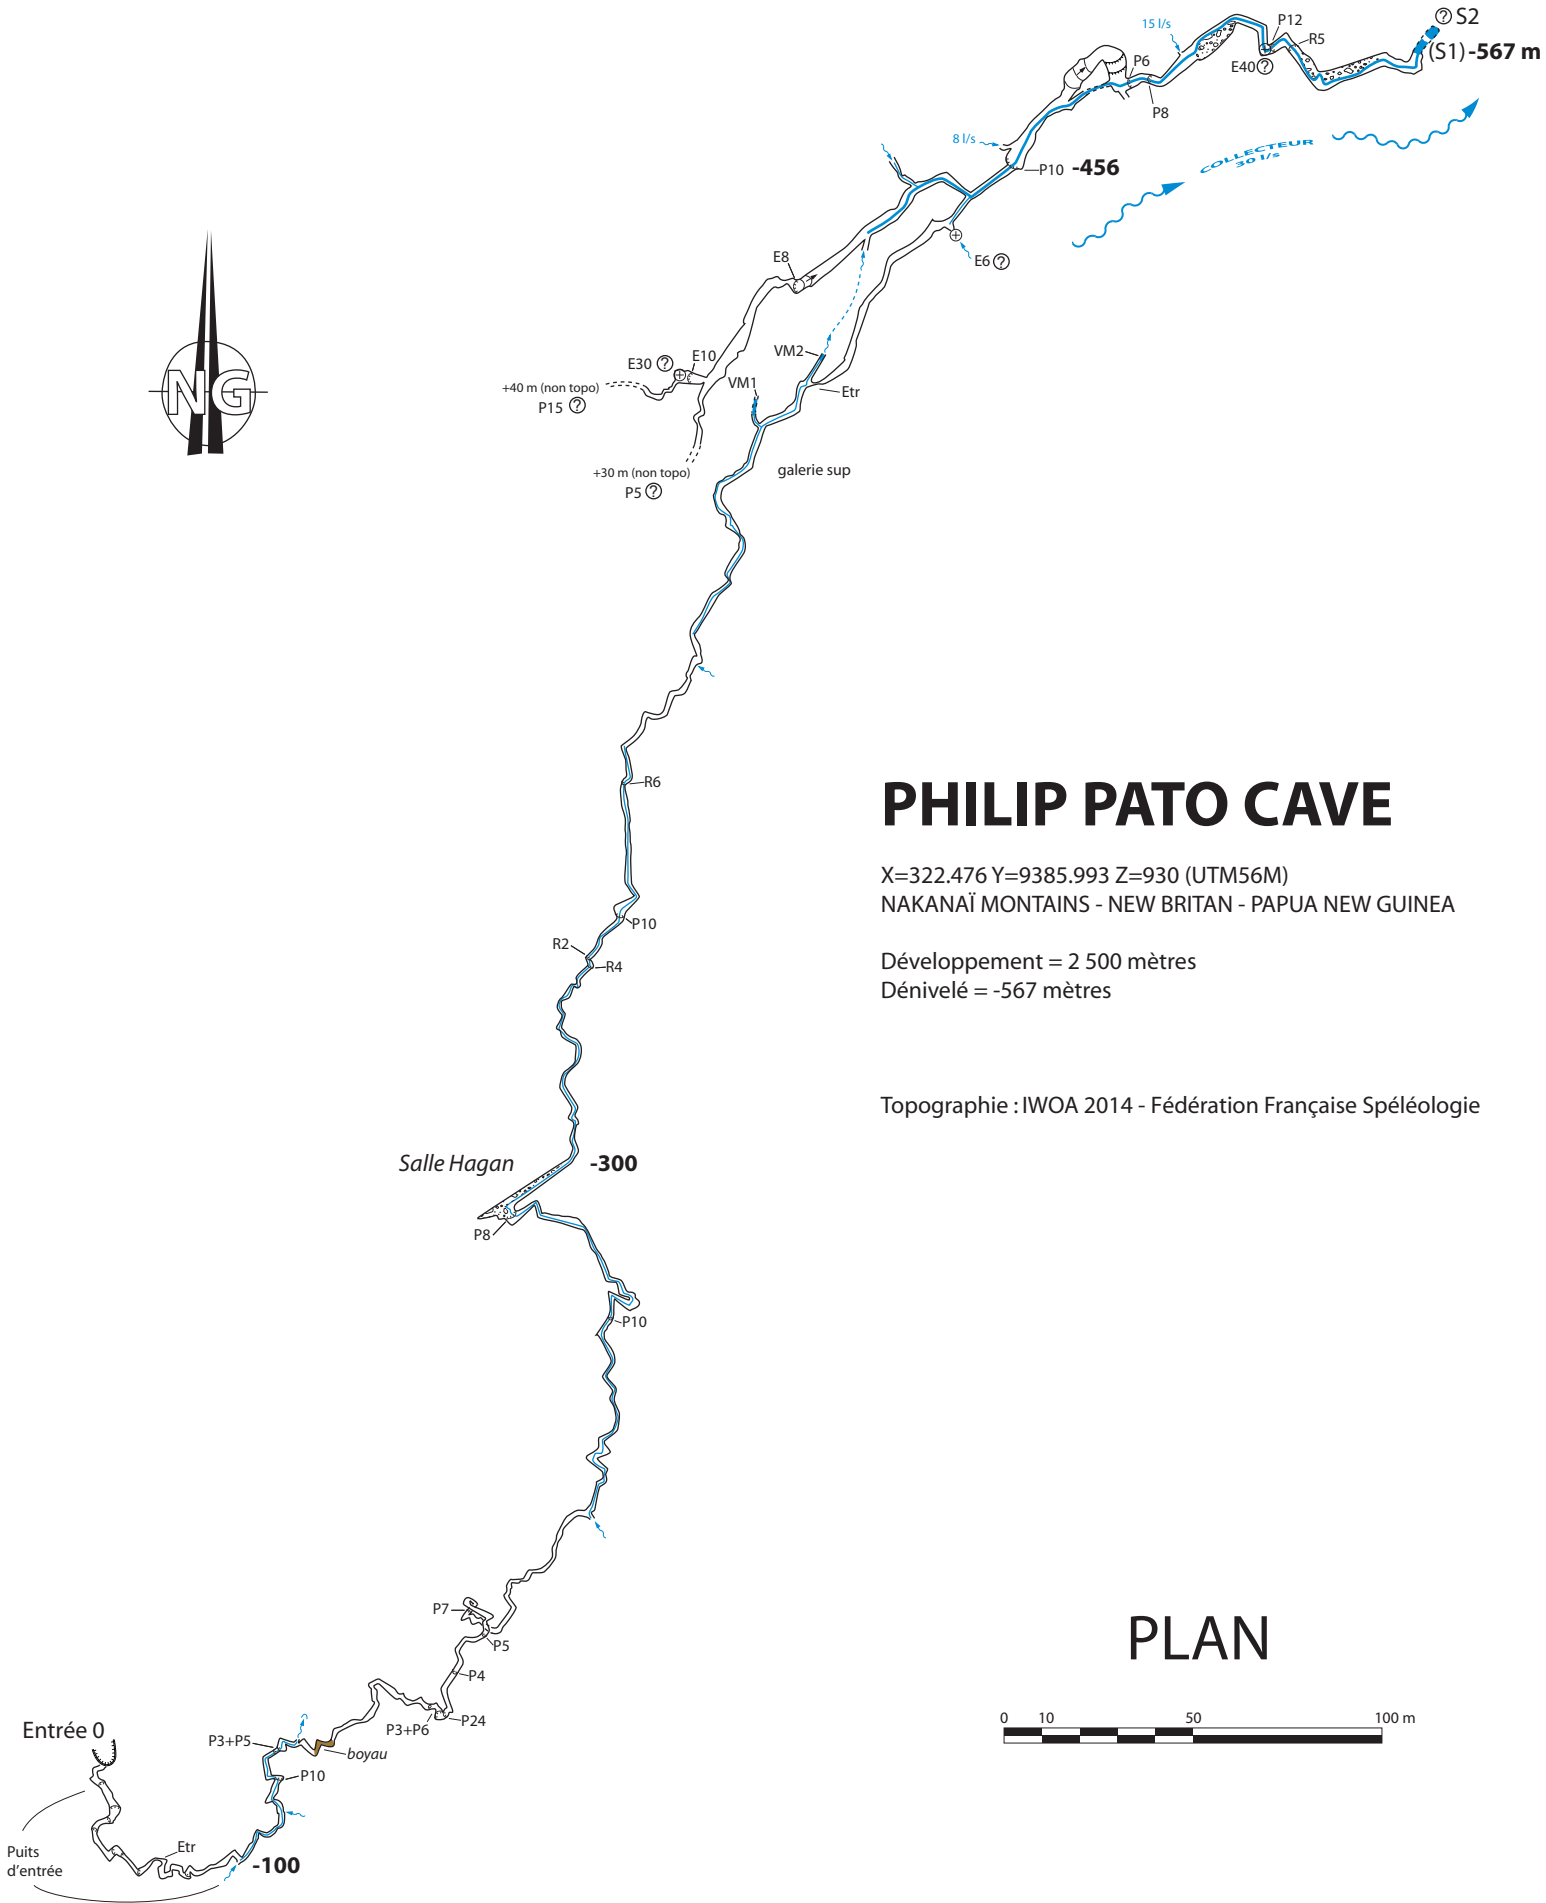 ? S2
(S1) -567 m
15 l/s
P12
R5
E40 ?
P6
P8
8 l/s
COLLECTEUR
30 l/s
P10 -456
E6 ?
E8
NG
VM2
E30 ?
E10
+40 m (non topo)
P15 ?
VM1
Etr
+30 m (non topo)
P5 ?
galerie sup
R6
PHILIP PATO CAVE
X=322.476 Y=9385.993 Z=930 (UTM56M)
NAKANAÏ MONTAINS - NEW BRITAN - PAPUA NEW GUINEA
Développement = 2 500 mètres
Dénivelé = -567 mètres
Topographie : IWOA 2014 - Fédération Française Spéléologie
P10
R2
R4
Salle Hagan
-300
P8
P10
P7
P5
P4
P24
P3+P6
PLAN
0 10 50 100 m
Entrée 0
P3+P5
boyau
P10
Etr
Puits
d'entrée
-100